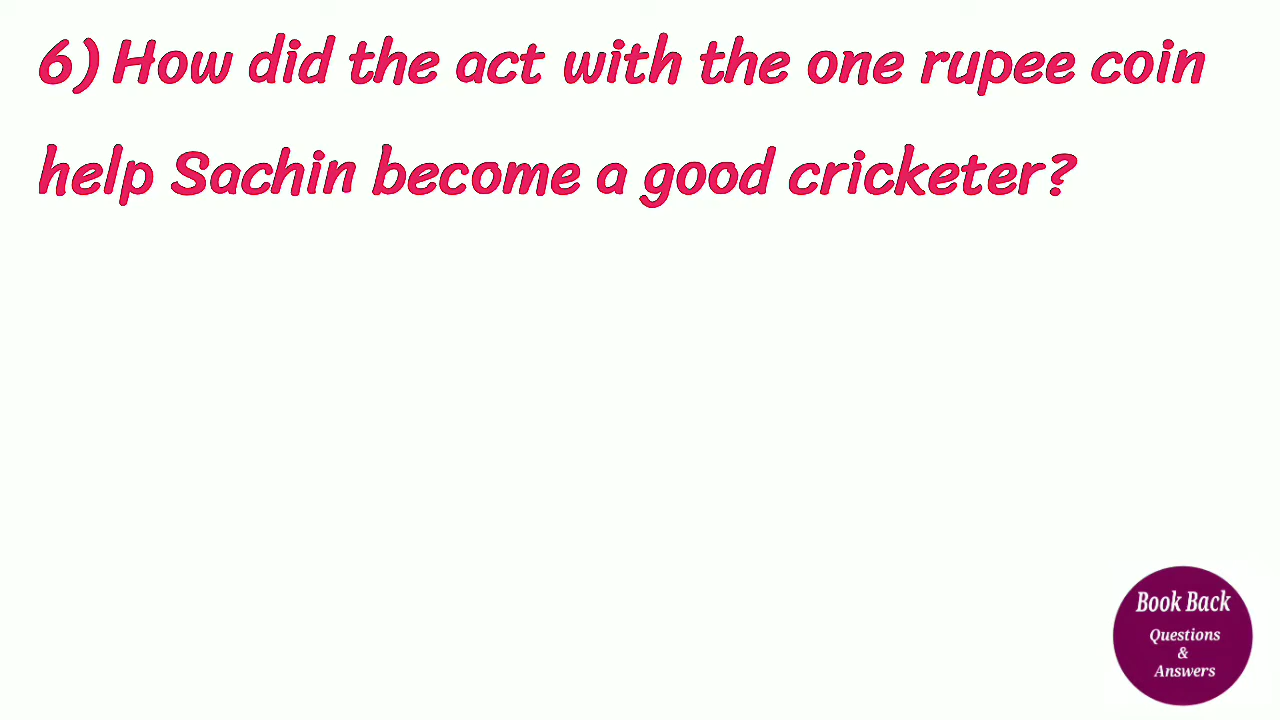 6) How did the act with the one rupee coin
help Sachin become a good cricketer?
Book Back
Questions
&
Answers